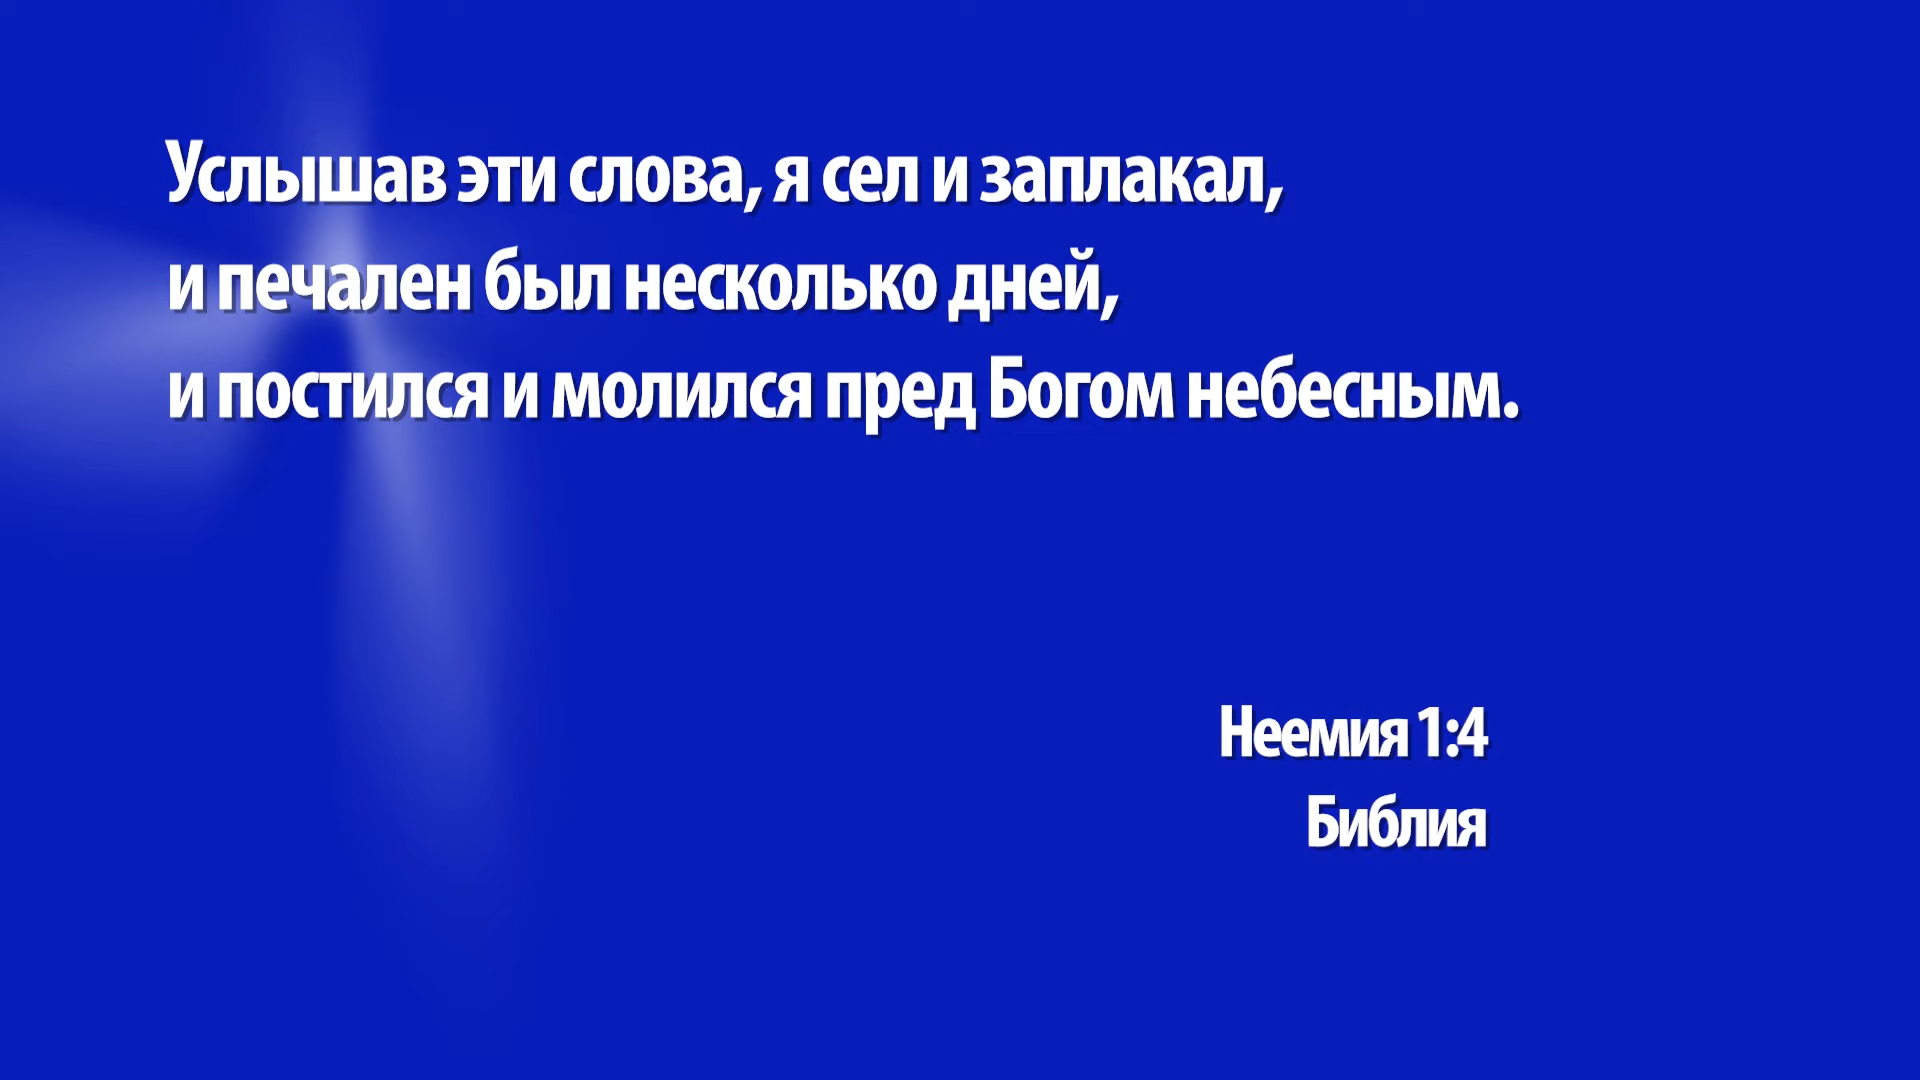 Услышав эти слова, я сел и заплакал,
и печален был несколько дней,
и постился и молился пред Богом небесным.
Неемия 1:4
Библия